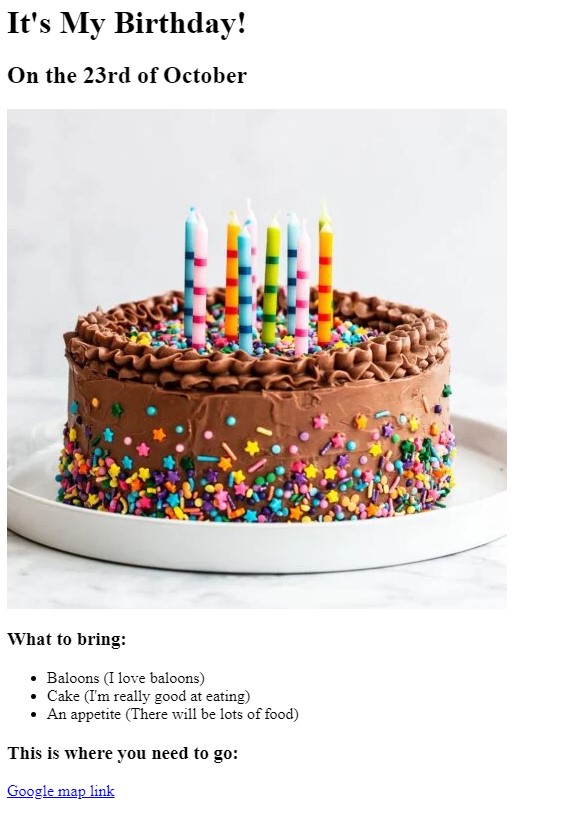 It's My Birthday!
On the 23rd of October
What to bring:
Baloons (I love baloons)
Cake (I'm really good at eating)
An appetite (There will be lots of food)
This is where you need to go:
Google map link